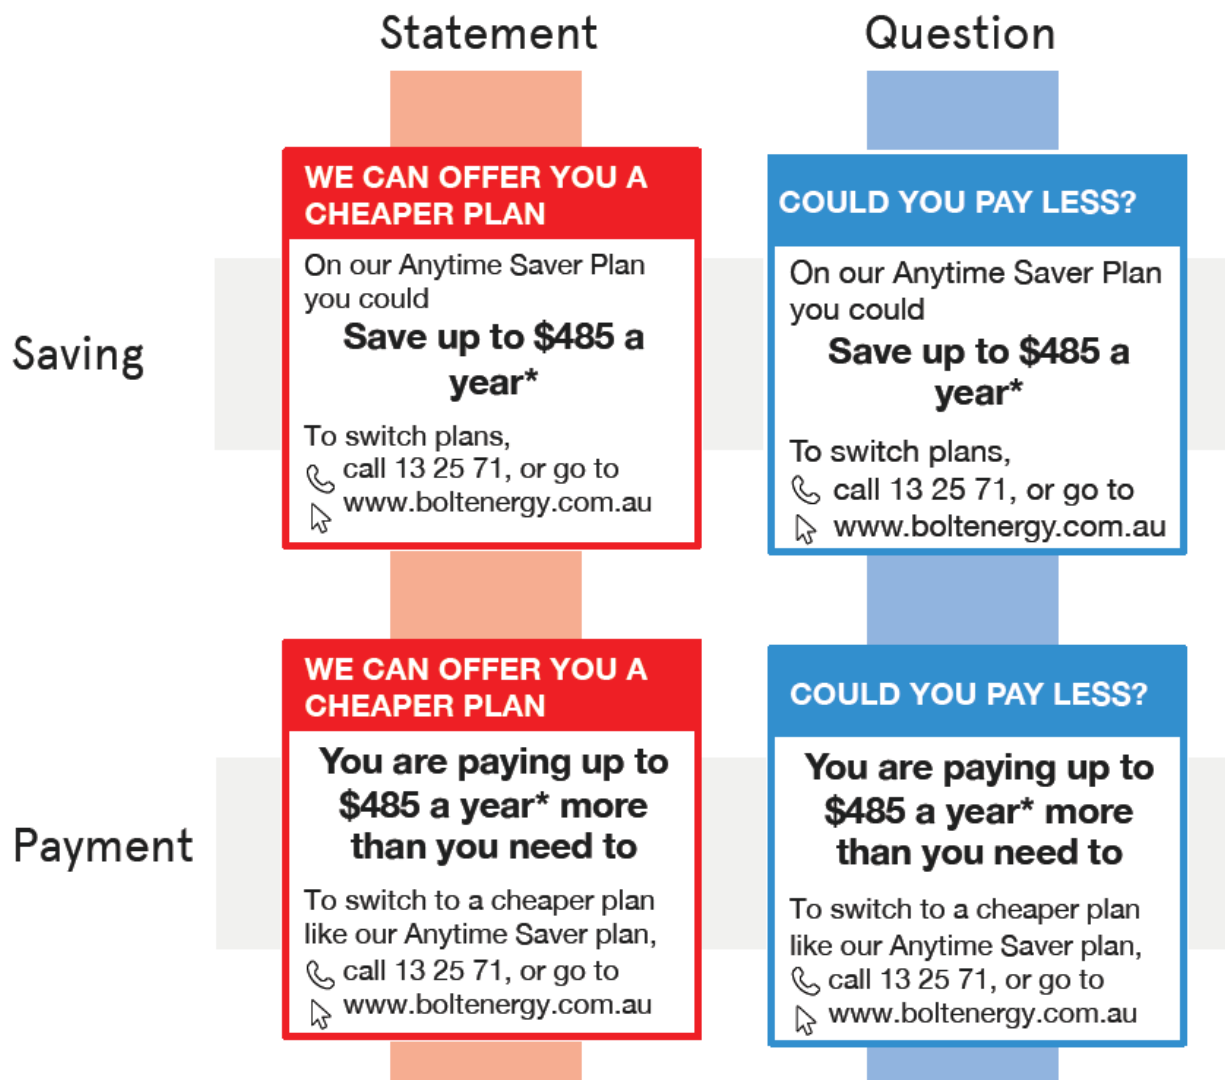 Statement
Question
Saving
WE CAN OFFER YOU A
CHEAPER PLAN
On our Anytime Saver Plan
you could
Save up to $485 a
year*
To switch plans,
call 13 25 71, or go to
www.boltenergy.com.au
COULD YOU PAY LESS?
On our Anytime Saver Plan
you could
Save up to $485 a
year*
To switch plans,
call 13 25 71, or go to
www.boltenergy.com.au
Payment
WE CAN OFFER YOU A
CHEAPER PLAN
You are paying up to
$485 a year* more
than you need to
To switch to a cheaper plan
like our Anytime Saver plan,
call 13 25 71, or go to
www.boltenergy.com.au
COULD YOU PAY LESS?
You are paying up to
$485 a year* more
than you need to
To switch to a cheaper plan
like our Anytime Saver plan,
call 13 25 71, or go to
www.boltenergy.com.au